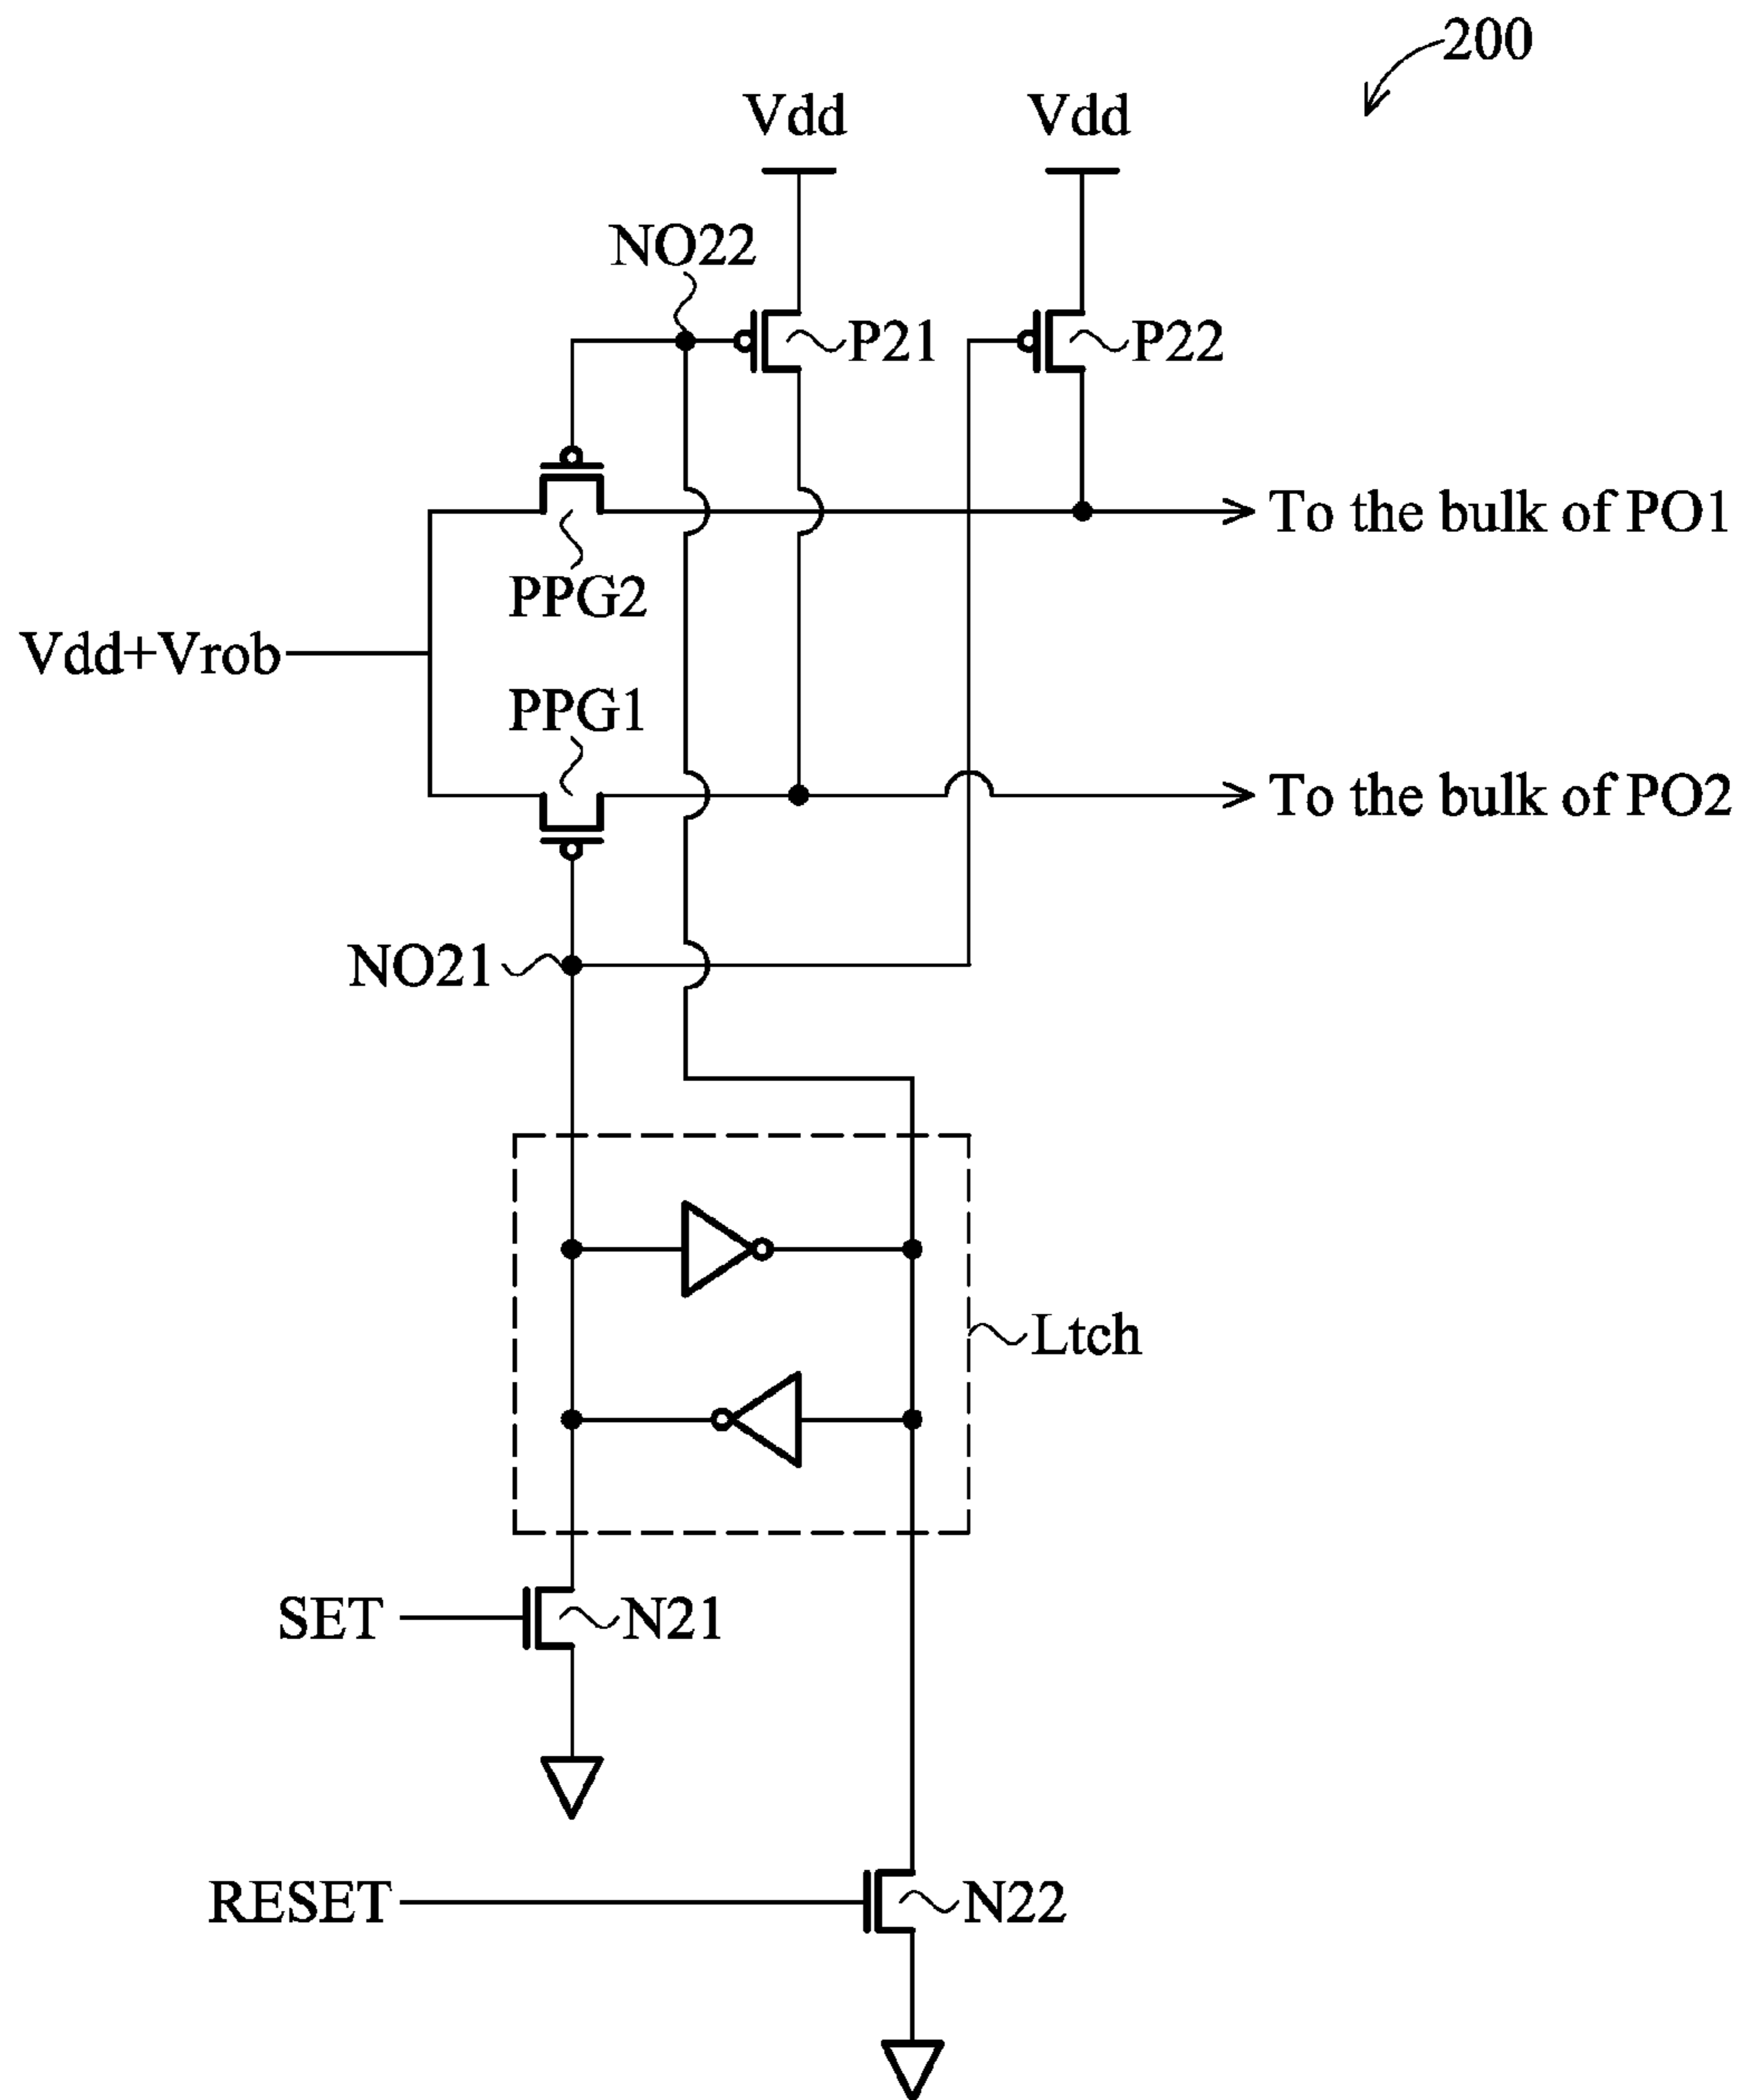 200
Vdd
Vdd
NO22
P21
P22
To the bulk of PO1
PPG2
Vdd+Vrob
PPG1
To the bulk of PO2
NO21
Ltch
SET
N21
RESET
N22